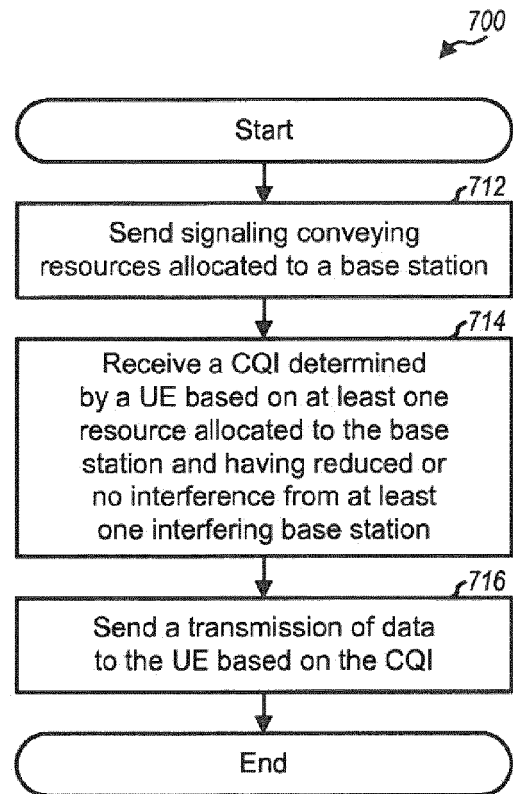 700
Start
712
Send signaling conveying
resources allocated to a base station
714
Receive a CQI determined
by a UE based on at least one
resource allocated to the base
station and having reduced or
no interference from at least
one interfering base station
716
Send a transmission of data
to the UE based on the CQI
End